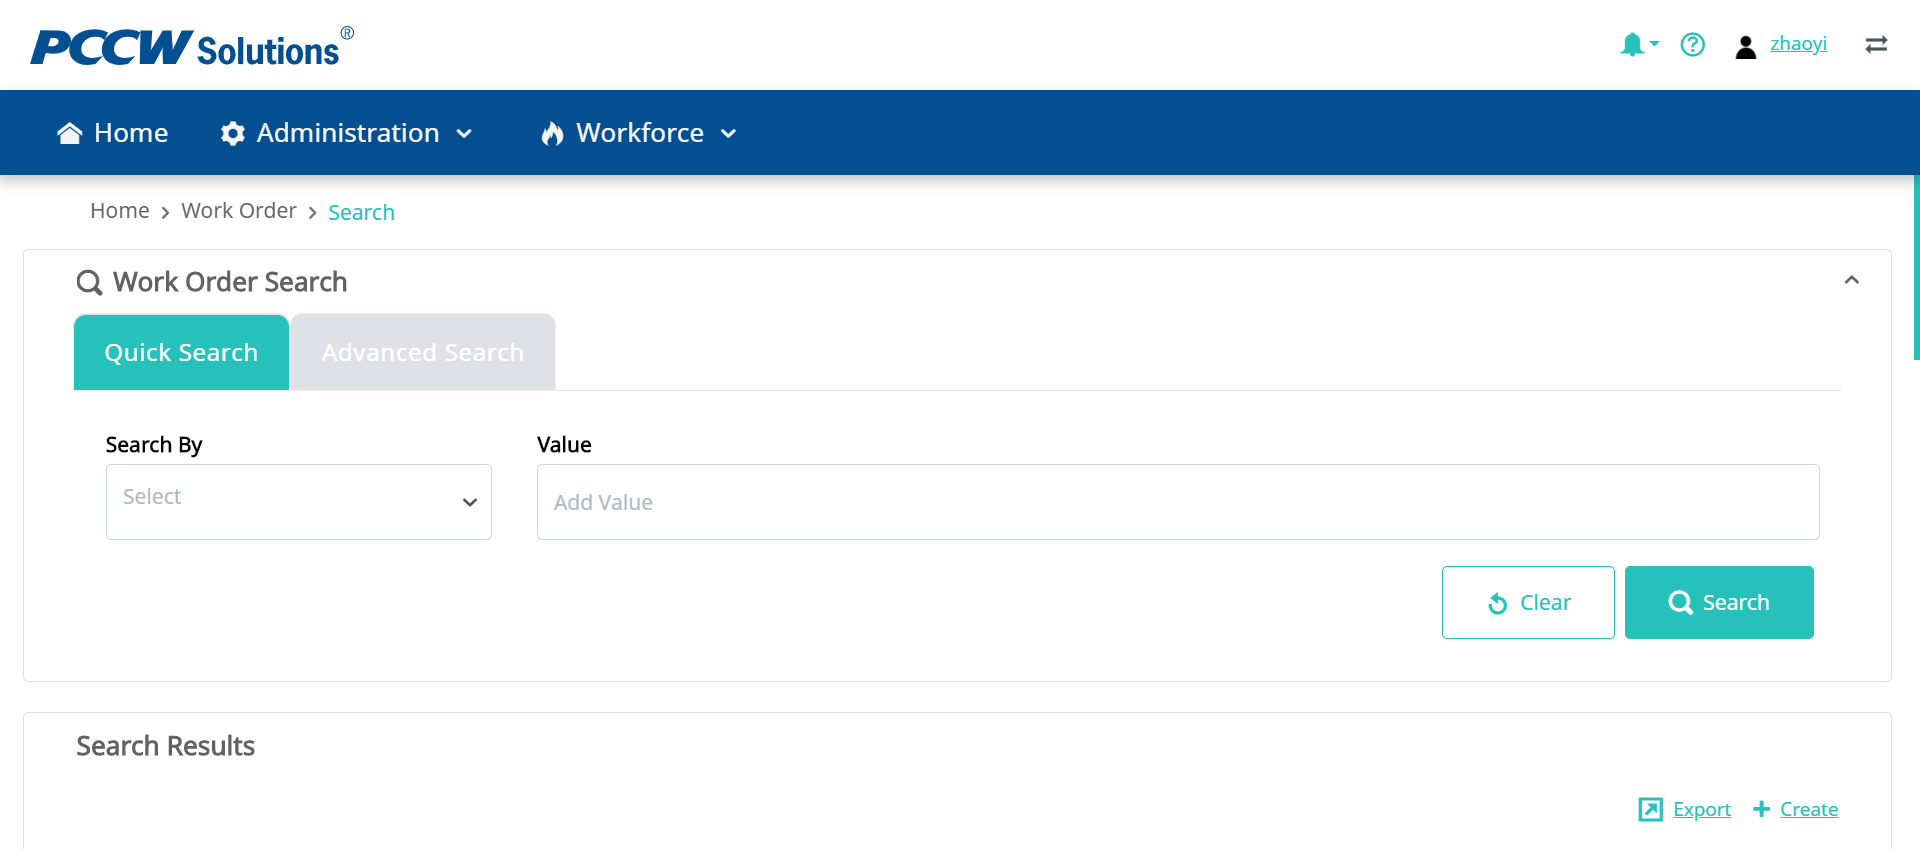 PCCW Solutions®
zhaoyi
Home Administration Workforce
Home > Work Order > Search
Work Order Search
Quick Search Advanced Search
Search By Value
Select Add Value
Clear Search
Search Results
Export + Create